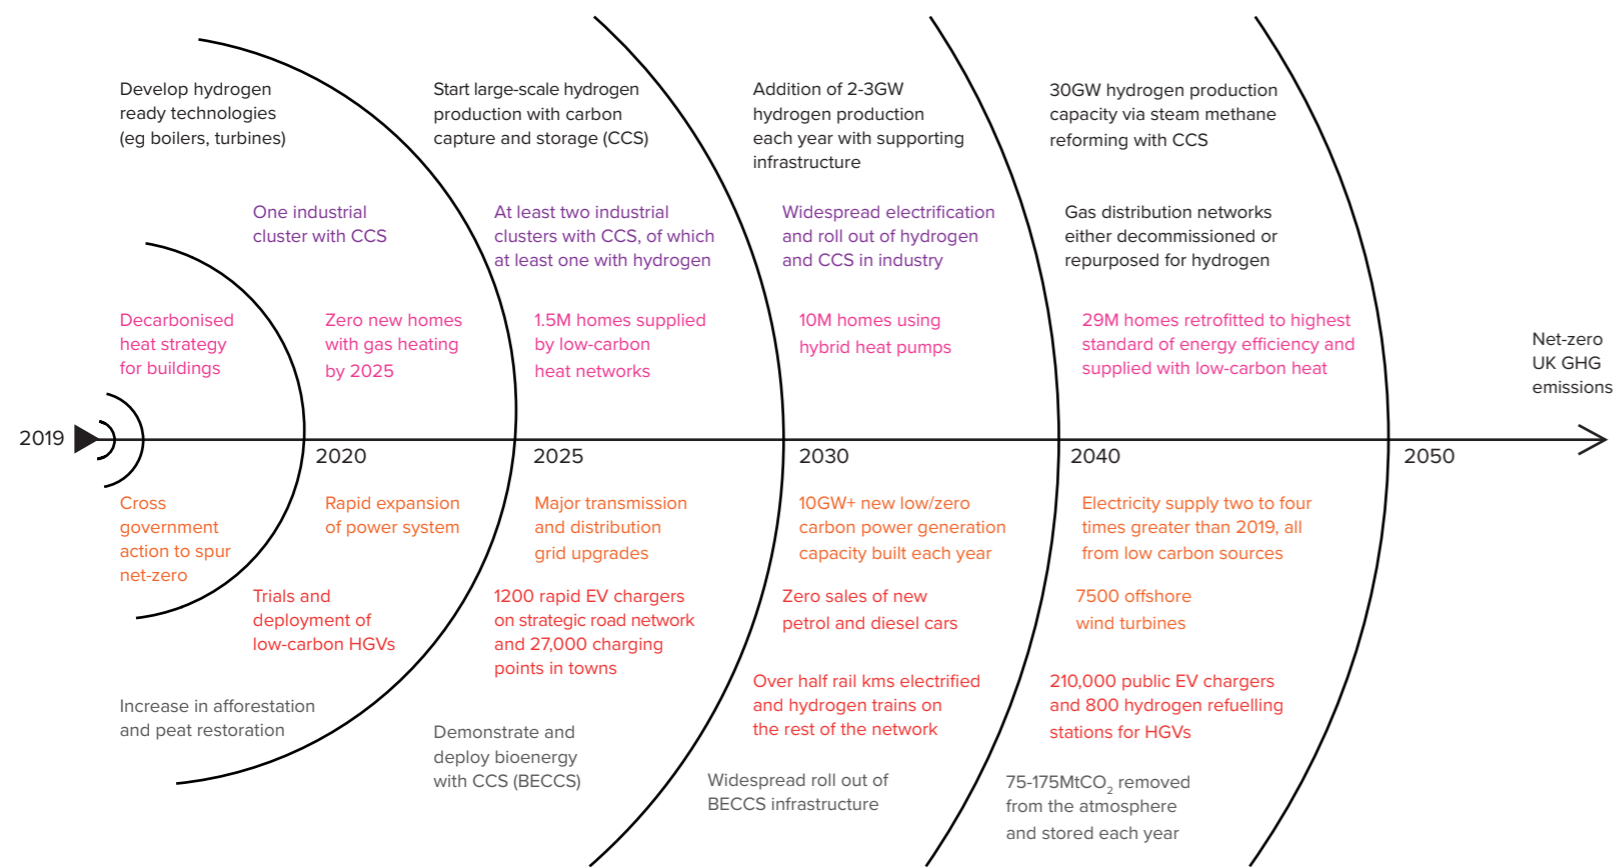 Develop hydrogen
ready technologies
(eg boilers, turbines)
Start large-scale hydrogen
production with carbon
capture and storage (CCS)
Addition of 2-3GW
hydrogen production
each year with supporting
infrastructure
30GW hydrogen production
capacity via steam methane
reforming with CCS
One industrial
cluster with CCS
At least two industrial
clusters with CCS, of which
at least one with hydrogen
Widespread electrification
and roll out of hydrogen
and CCS in industry
Gas distribution networks
either decommissioned or
repurposed for hydrogen
Decarbonised
heat strategy
for buildings
Zero new homes
with gas heating
by 2025
1.5M homes supplied
by low-carbon
heat networks
10M homes using
hybrid heat pumps
29M homes retrofitted to highest
standard of energy efficiency and
supplied with low-carbon heat
Net-zero
UK GHG
emissions
2019
2020
2025
2030
2040
2050
Cross
government
action to spur
net-zero
Rapid expansion
of power system
Major transmission
and distribution
grid upgrades
10GW+ new low/zero
carbon power generation
capacity built each year
Electricity supply two to four
times greater than 2019, all
from low carbon sources
Trials and
deployment of
low-carbon HGVs
1200 rapid EV chargers
on strategic road network
and 27,000 charging
points in towns
Zero sales of new
petrol and diesel cars
7500 offshore
wind turbines
Over half rail kms electrified
and hydrogen trains on
the rest of the network
210,000 public EV chargers
and 800 hydrogen refuelling
stations for HGVs
Increase in afforestation
and peat restoration
Demonstrate and
deploy bioenergy
with CCS (BECCS)
Widespread roll out of
BECCS infrastructure
75-175MtCO₂ removed
from the atmosphere
and stored each year